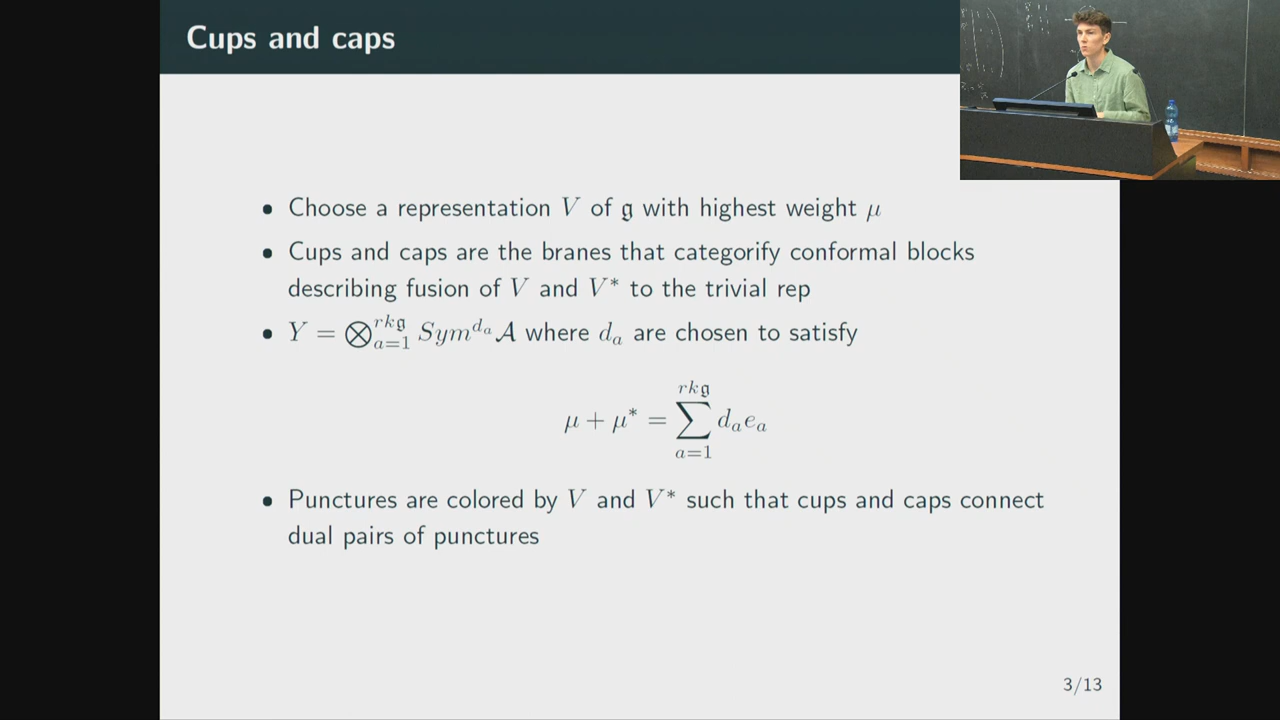 Cups and caps
• Choose a representation V of 𝔤 with highest weight μ
• Cups and caps are the branes that categorify conformal blocks
describing fusion of V and V* to the trivial rep
• Y = ⨂_{a=1}^{rk𝔤} Sym^{d_a} 𝒜 where d_a are chosen to satisfy
μ + μ* = ∑_{a=1}^{rk𝔤} d_a e_a
• Punctures are colored by V and V* such that cups and caps connect
dual pairs of punctures
3/13